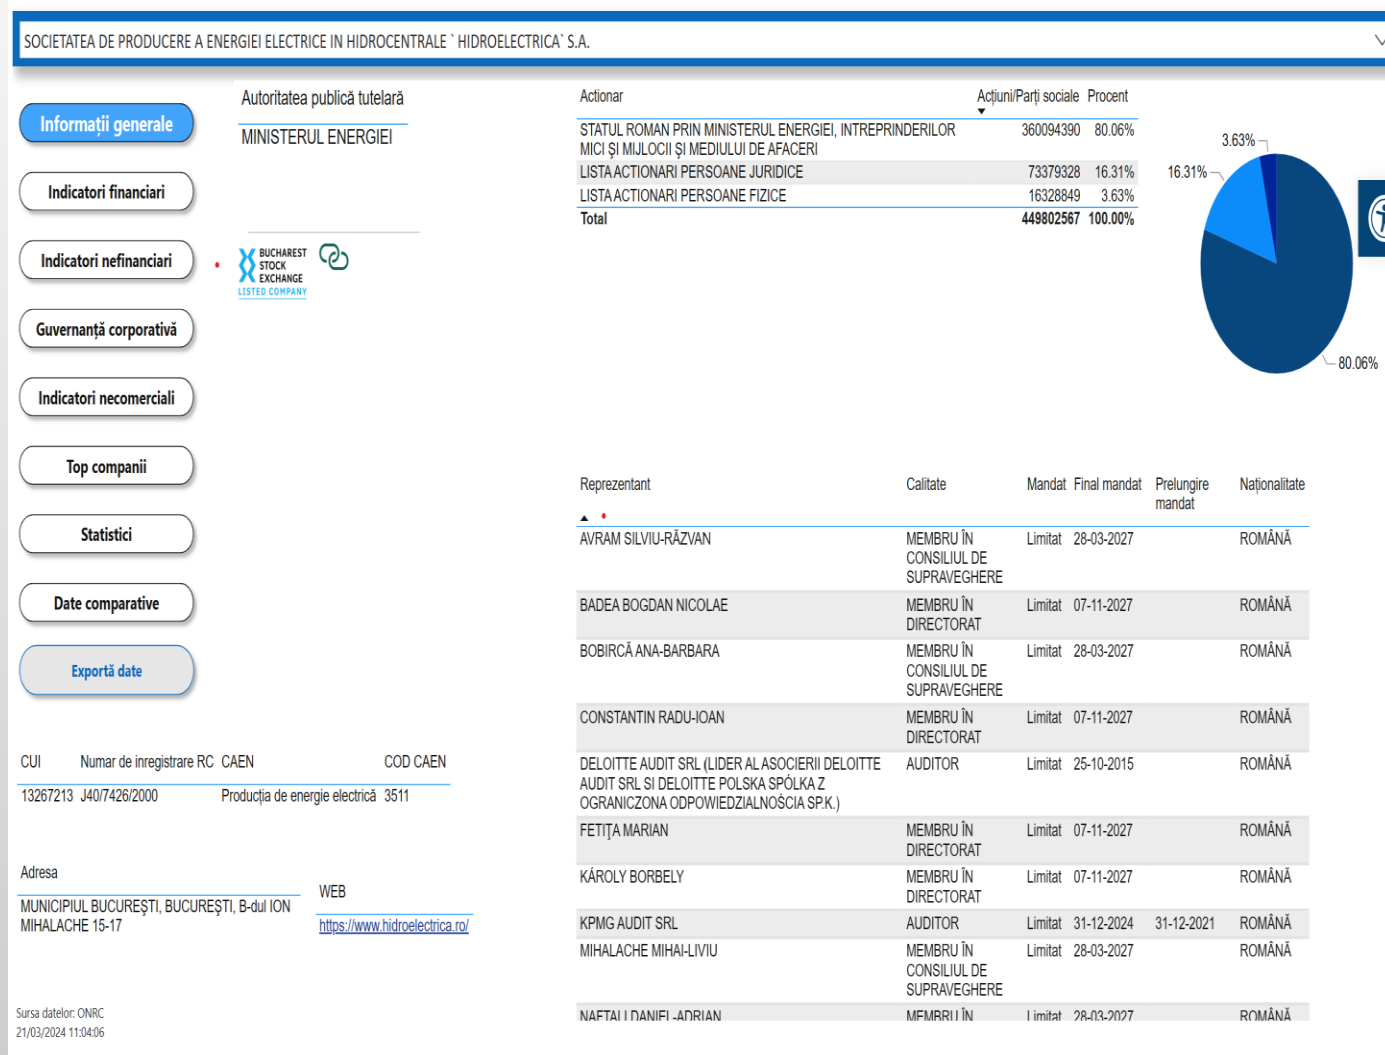 SOCIETATEA DE PRODUCERE A ENERGIEI ELECTRICE IN HIDROCENTRALE ` HIDROELECTRICA` S.A.
Informații generale
Indicatori financiari
Indicatori nefinanciari
Guvernanță corporativă
Indicatori necomerciali
Top companii
Statistici
Date comparative
Exportă date
Autoritatea publică tutelară
MINISTERUL ENERGIEI
BUCHAREST
STOCK
EXCHANGE
LISTED COMPANY
Actionar Acțiuni/Parți sociale Procent
STATUL ROMAN PRIN MINISTERUL ENERGIEI, INTREPRINDERILOR 360094390 80.06%
MICI ŞI MIJLOCII ŞI MEDIULUI DE AFACERI
LISTA ACTIONARI PERSOANE JURIDICE 73379328 16.31%
LISTA ACTIONARI PERSOANE FIZICE 16328849 3.63%
Total 449802567 100.00%
3.63%
16.31%
80.06%
Reprezentant Calitate Mandat Final mandat Prelungire Naționalitate
mandat
AVRAM SILVIU-RĂZVAN MEMBRU ÎN Limitat 28-03-2027 ROMÂNĂ
CONSILIUL DE
SUPRAVEGHERE
BADEA BOGDAN NICOLAE MEMBRU ÎN Limitat 07-11-2027 ROMÂNĂ
DIRECTORAT
BOBIRCĂ ANA-BARBARA MEMBRU ÎN Limitat 28-03-2027 ROMÂNĂ
CONSILIUL DE
SUPRAVEGHERE
CONSTANTIN RADU-IOAN MEMBRU ÎN Limitat 07-11-2027 ROMÂNĂ
DIRECTORAT
DELOITTE AUDIT SRL (LIDER AL ASOCIERII DELOITTE AUDITOR Limitat 25-10-2015 ROMÂNĂ
AUDIT SRL SI DELOITTE POLSKA SPÓLKA Z
OGRANICZONA ODPOWIEDZIALNOŚCIA SP.K.)
FETIŢA MARIAN MEMBRU ÎN Limitat 07-11-2027 ROMÂNĂ
DIRECTORAT
KÁROLY BORBELY MEMBRU ÎN Limitat 07-11-2027 ROMÂNĂ
DIRECTORAT
KPMG AUDIT SRL AUDITOR Limitat 31-12-2024 31-12-2021 ROMÂNĂ
MIHALACHE MIHAI-LIVIU MEMBRU ÎN Limitat 28-03-2027 ROMÂNĂ
CONSILIUL DE
SUPRAVEGHERE
NAFTALI DANIEL-ADRIAN MEMBRU ÎN Limitat 28-03-2027 ROMÂNĂ
CUI Numar de inregistrare RC CAEN COD CAEN
13267213 J40/7426/2000 Producția de energie electrică 3511
Adresa
MUNICIPIUL BUCUREŞTI, BUCUREŞTI, B-dul ION
MIHALACHE 15-17
WEB
https://www.hidroelectrica.ro/
Sursa datelor: ONRC
21/03/2024 11:04:06